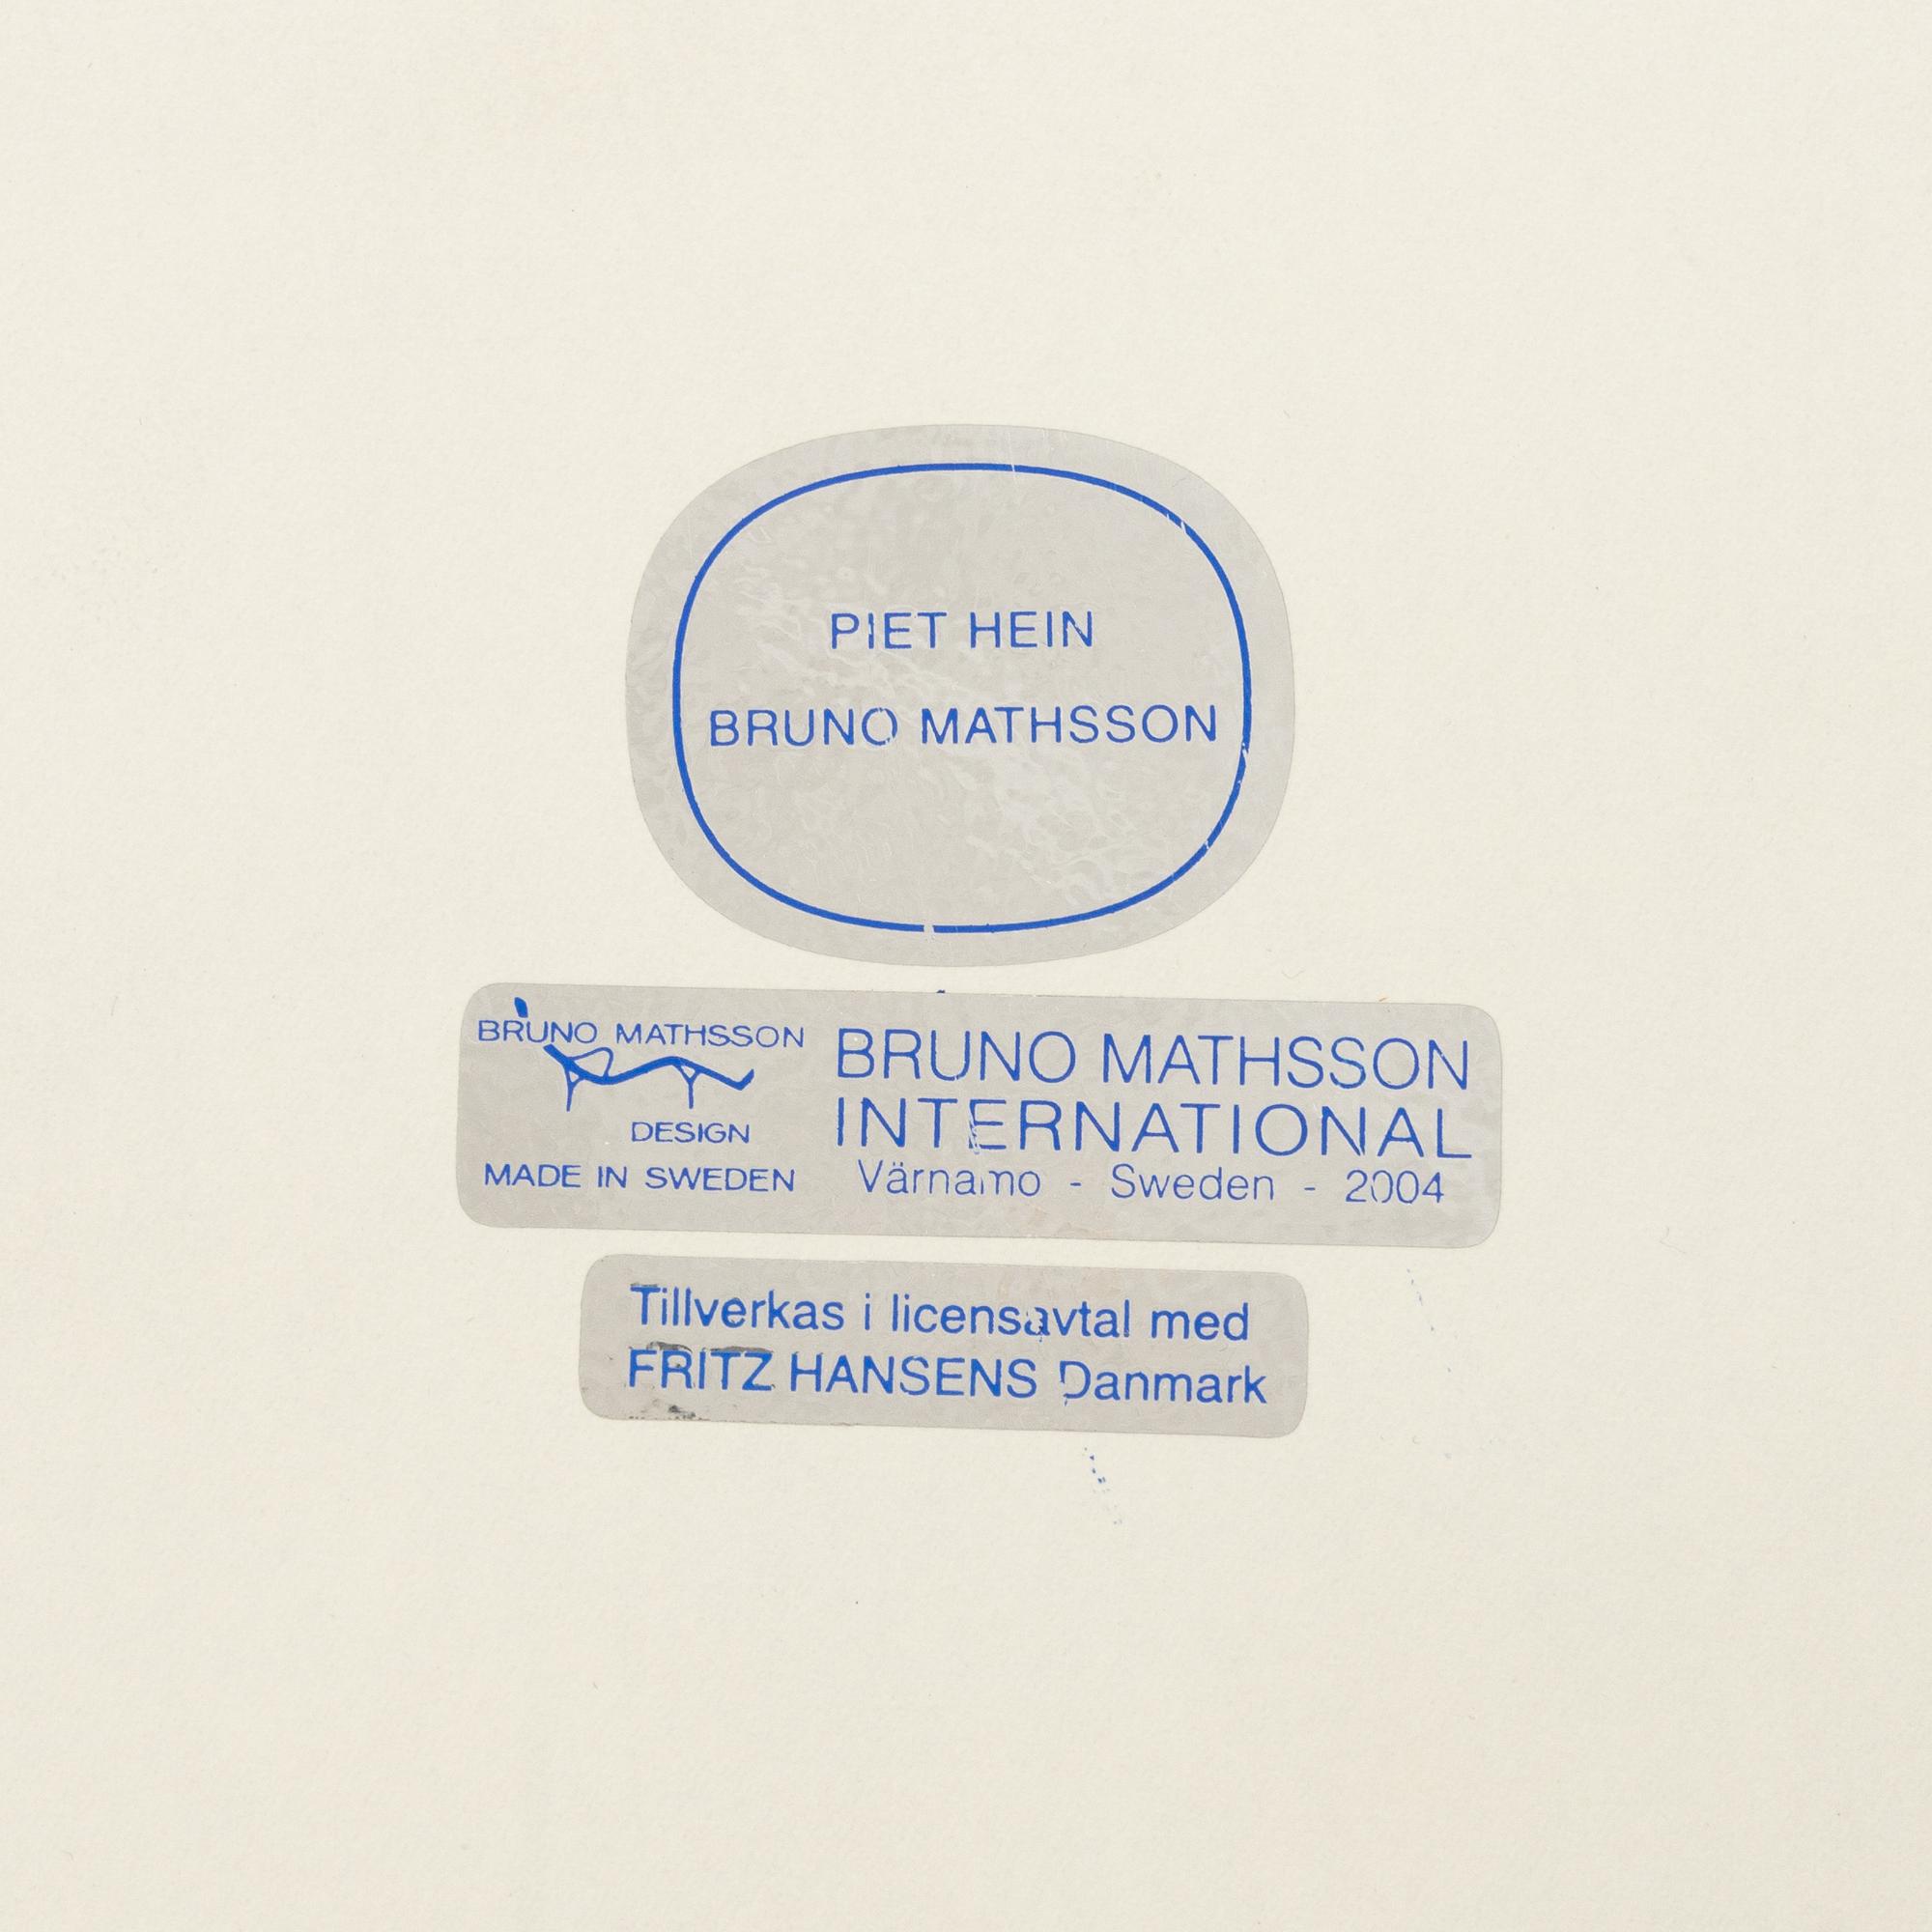 PIET HEIN
BRUNO MATHSSON
BRUNO MATHSSON
DESIGN
MADE IN SWEDEN
BRUNO MATHSSON
INTERNATIONAL
Värnamo - Sweden - 2004
Tillverkas i licensavtal med
FRITZ HANSENS Danmark